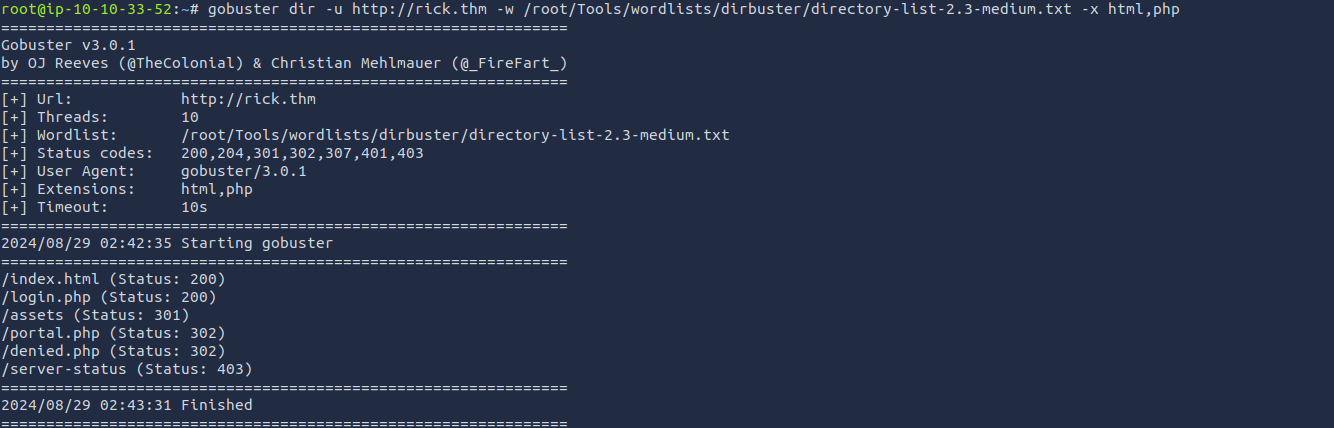 root@ip-10-10-33-52:~# gobuster dir -u http://rick.thm -w /root/Tools/wordlists/dirbuster/directory-list-2.3-medium.txt -x html,php
===============================================================
Gobuster v3.0.1
by OJ Reeves (@TheColonial) & Christian Mehlmauer (@_FireFart_)
===============================================================
[+] Url:            http://rick.thm
[+] Threads:        10
[+] Wordlist:       /root/Tools/wordlists/dirbuster/directory-list-2.3-medium.txt
[+] Status codes:   200,204,301,302,307,401,403
[+] User Agent:     gobuster/3.0.1
[+] Extensions:     html,php
[+] Timeout:        10s
===============================================================
2024/08/29 02:42:35 Starting gobuster
===============================================================
/index.html (Status: 200)
/login.php (Status: 200)
/assets (Status: 301)
/portal.php (Status: 302)
/denied.php (Status: 302)
/server-status (Status: 403)
===============================================================
2024/08/29 02:43:31 Finished
===============================================================